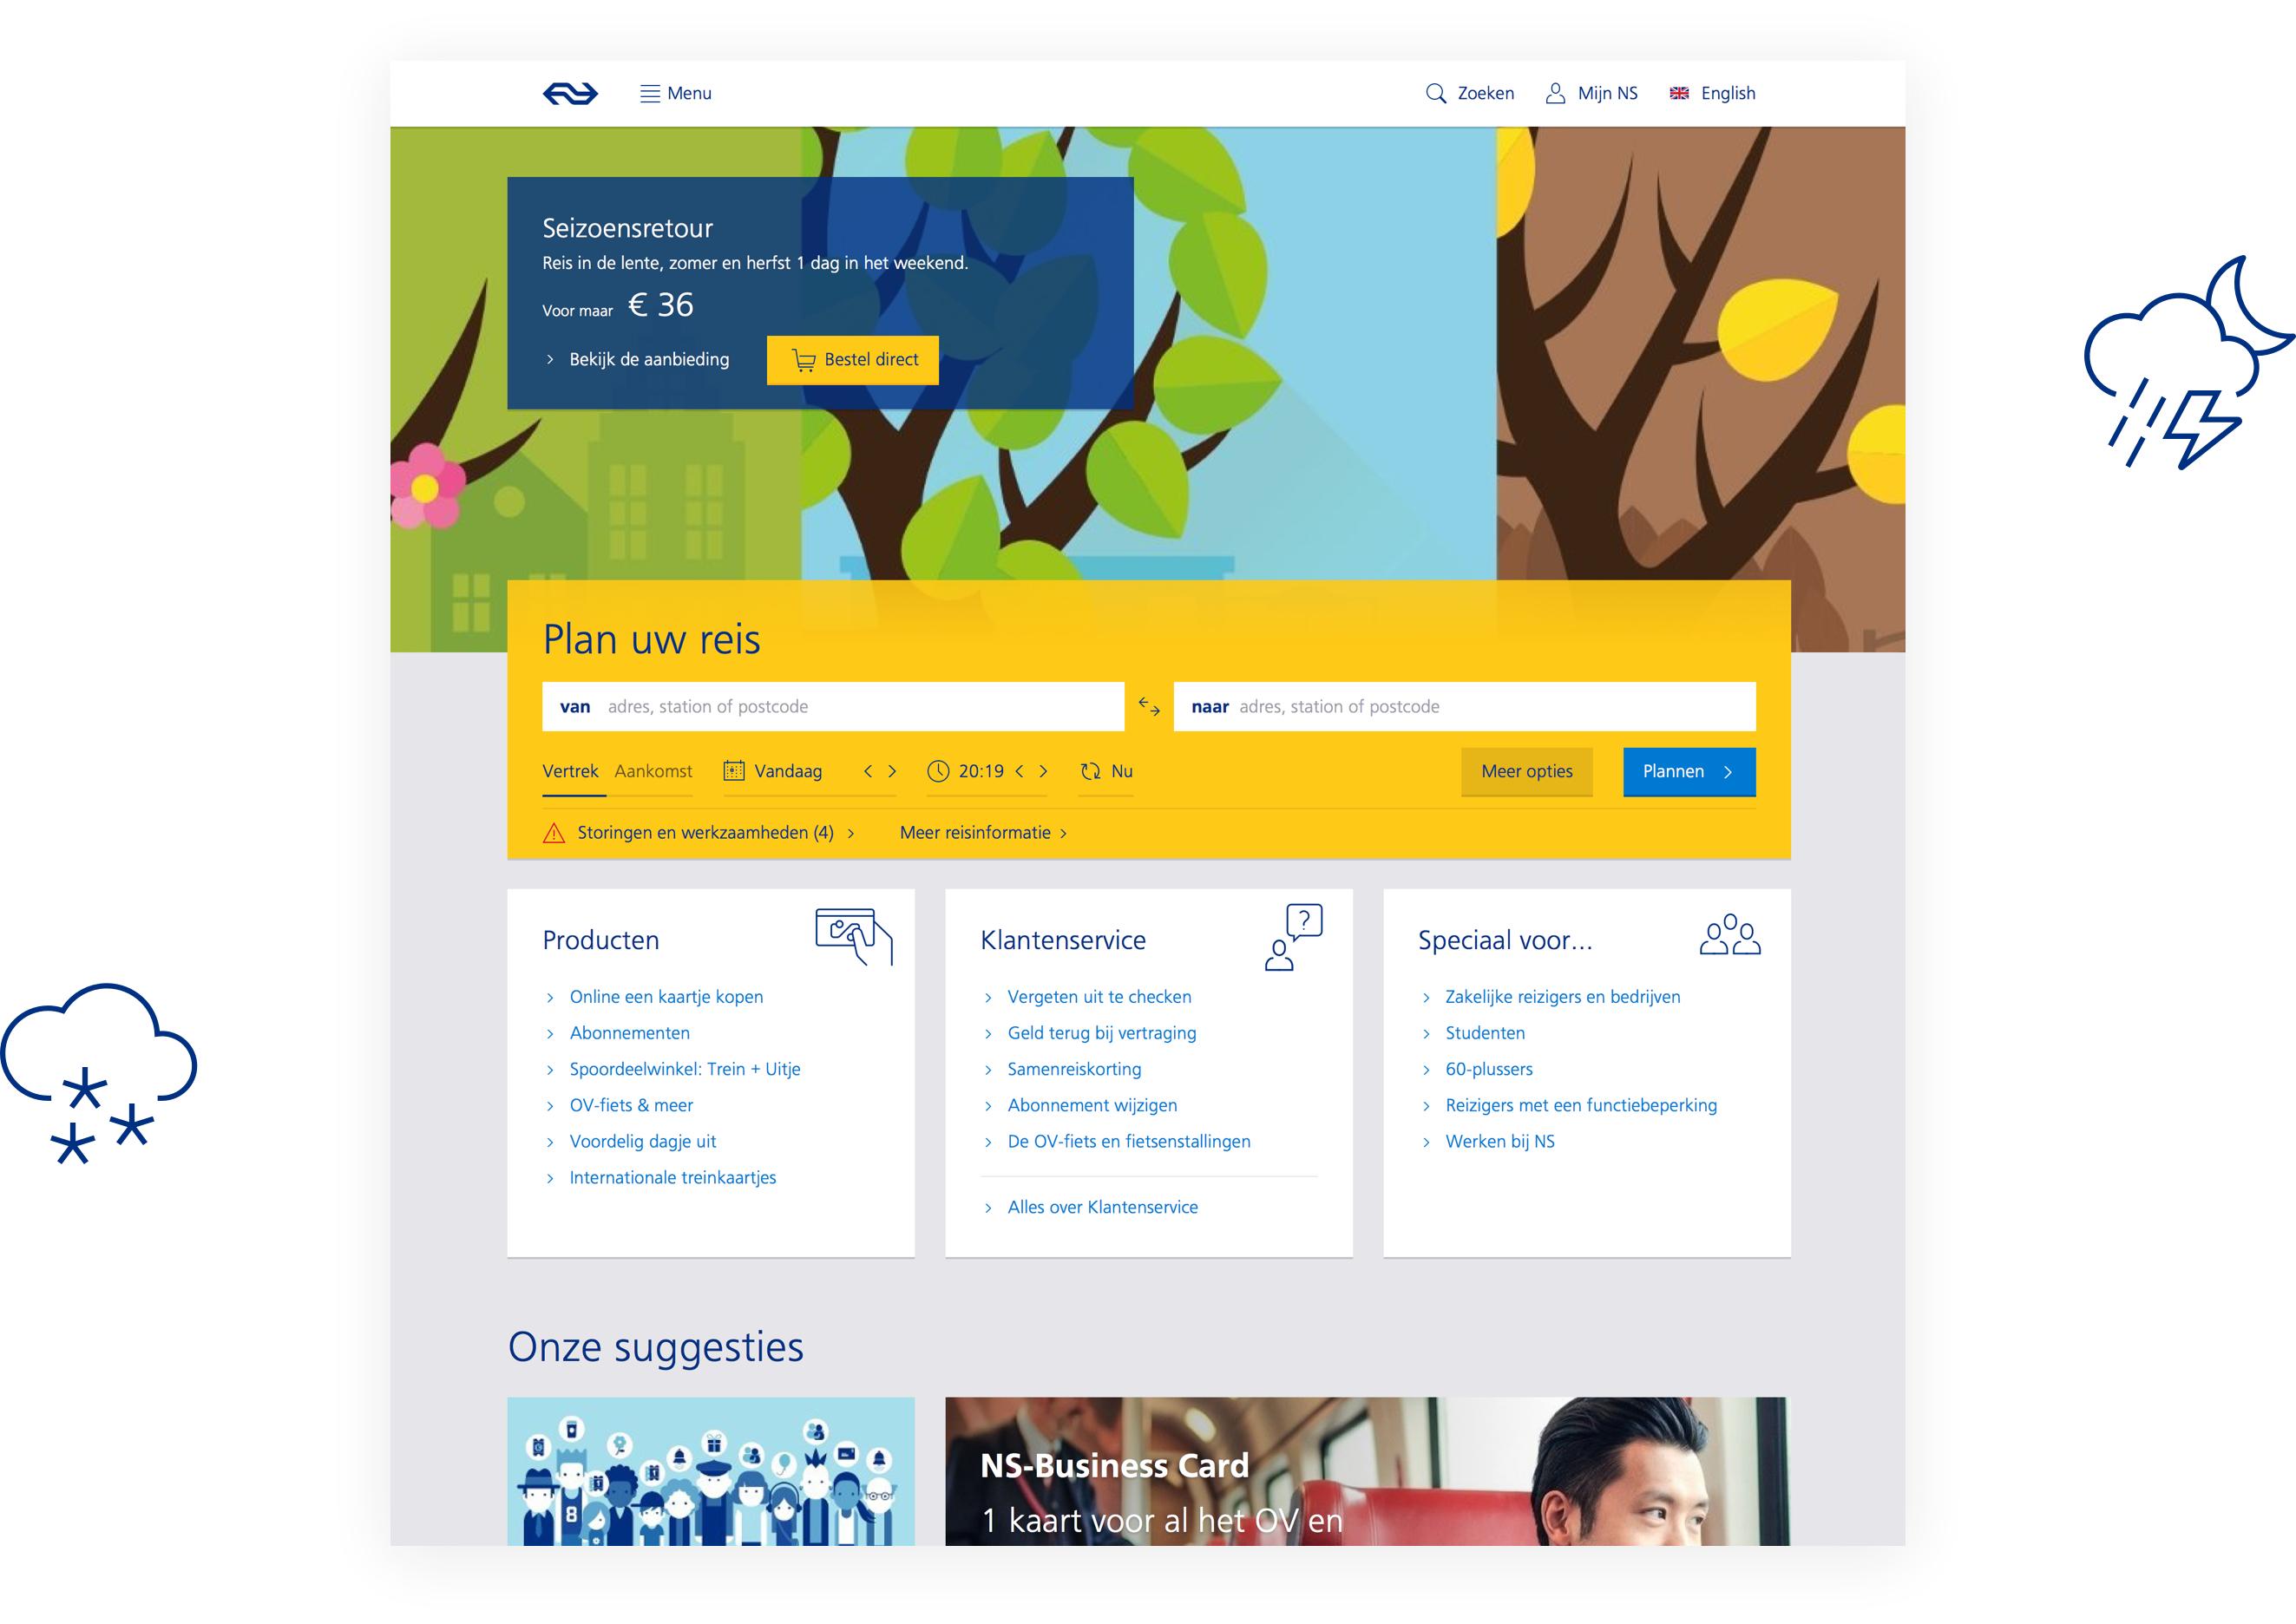 Menu
Zoeken
Mijn NS
English
Seizoensretour
Reis in de lente, zomer en herfst 1 dag in het weekend.
Voor maar € 36
Bekijk de aanbieding
Bestel direct
Plan uw reis
van adres, station of postcode
naar adres, station of postcode
Vertrek Aankomst
Vandaag
20:19
Nu
Meer opties
Plannen
Storingen en werkzaamheden (4)
Meer reisinformatie
Producten
Online een kaartje kopen
Abonnementen
Spoordeelwinkel: Trein + Uitje
OV-fiets & meer
Voordelig dagje uit
Internationale treinkaartjes
Klantenservice
?
Vergeten uit te checken
Geld terug bij vertraging
Samenreiskorting
Abonnement wijzigen
De OV-fiets en fietsenstallingen
Alles over Klantenservice
Speciaal voor...
Zakelijke reizigers en bedrijven
Studenten
60-plussers
Reizigers met een functiebeperking
Werken bij NS
Onze suggesties
8
NS-Business Card
1 kaart voor al het OV en